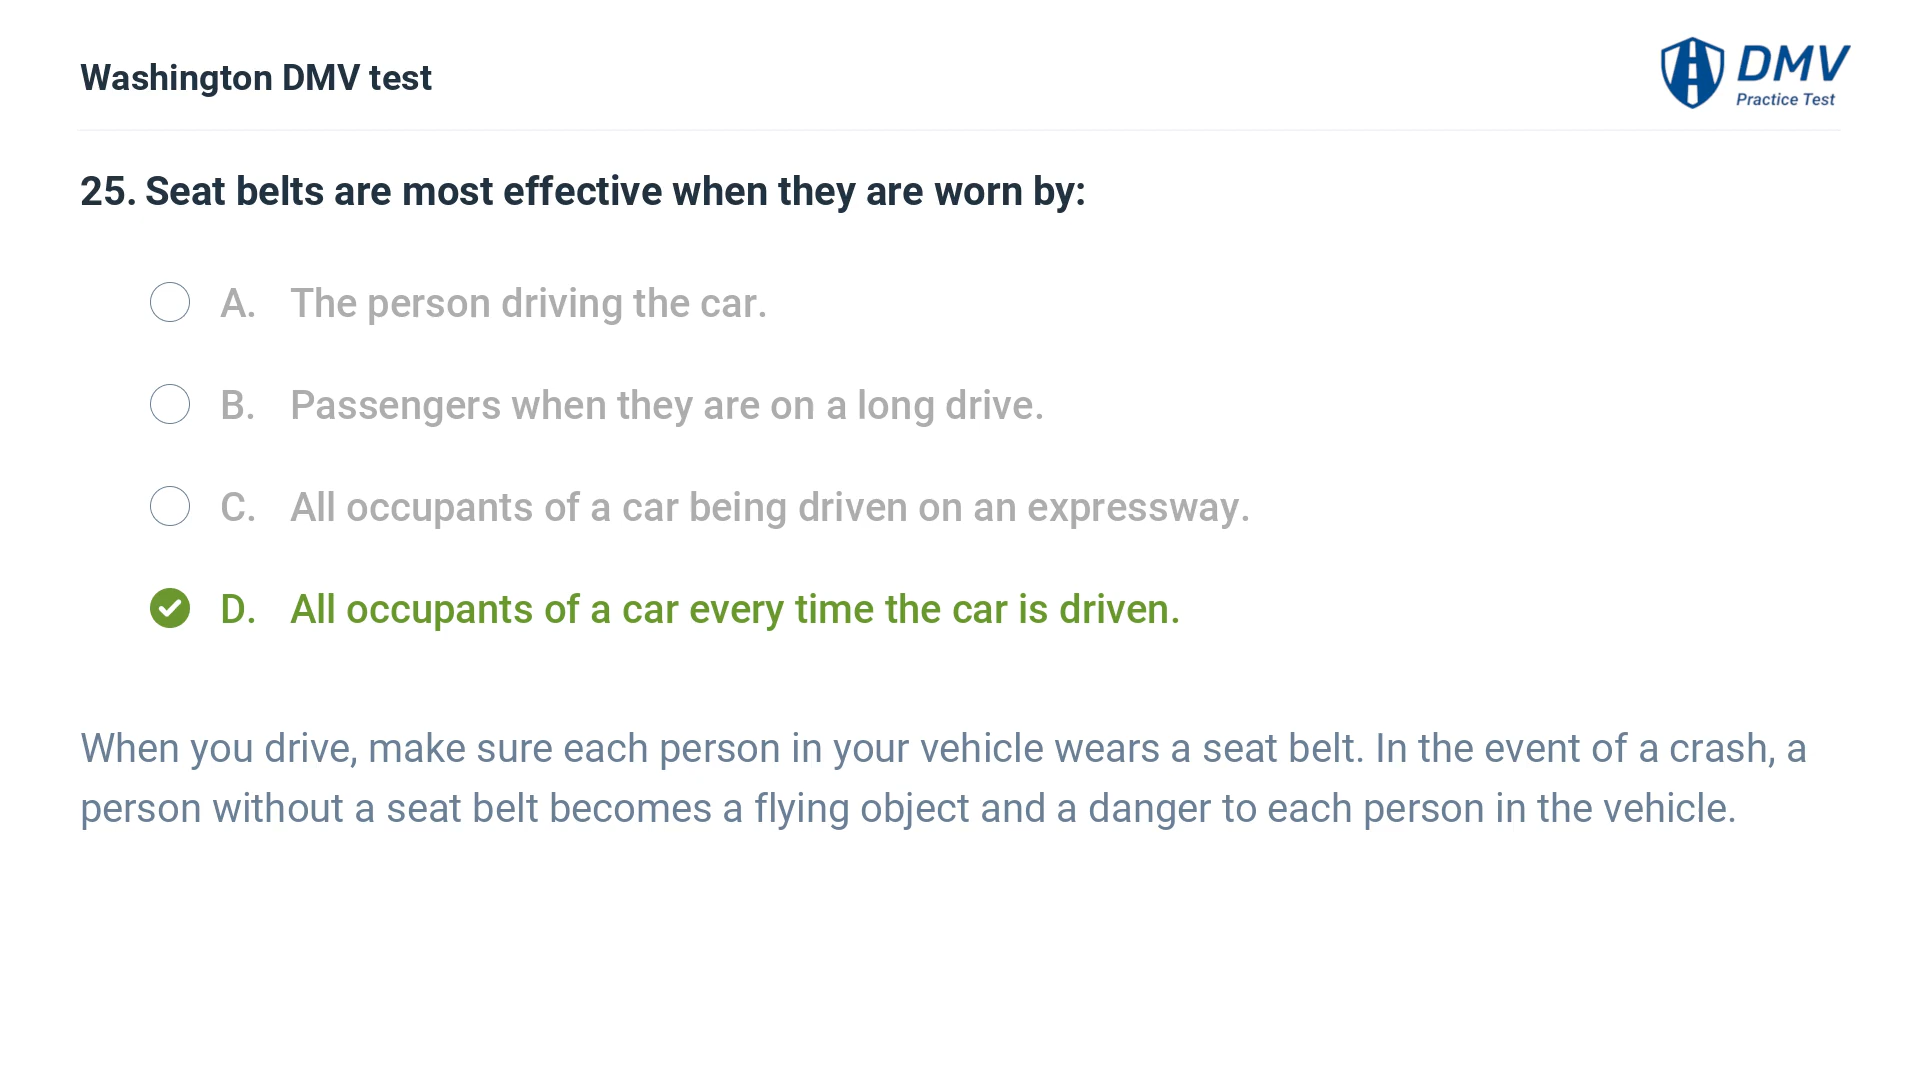 Washington DMV test
DMV
Practice Test
25. Seat belts are most effective when they are worn by:
A. The person driving the car.
B. Passengers when they are on a long drive.
C. All occupants of a car being driven on an expressway.
D. All occupants of a car every time the car is driven.
When you drive, make sure each person in your vehicle wears a seat belt. In the event of a crash, a
person without a seat belt becomes a flying object and a danger to each person in the vehicle.